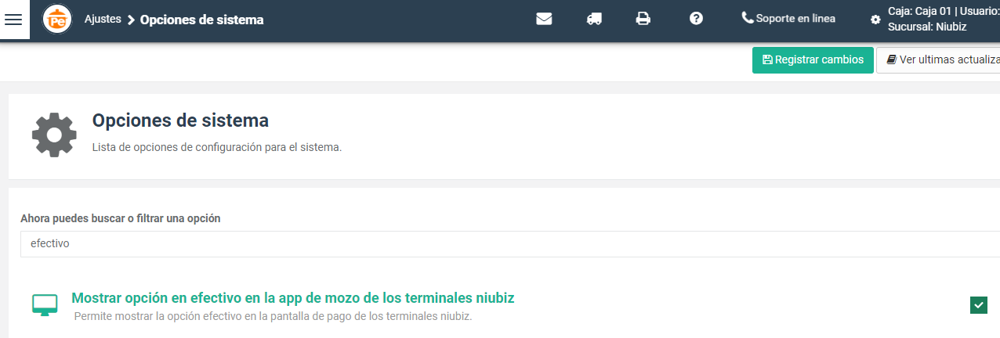 Pe
Ajustes
Opciones de sistema
Soporte en linea
Caja: Caja 01 | Usuario:
Sucursal: Niubiz
Registrar cambios
Ver ultimas actualiza
Opciones de sistema
Lista de opciones de configuración para el sistema.
Ahora puedes buscar o filtrar una opción
efectivo
Mostrar opción en efectivo en la app de mozo de los terminales niubiz
Permite mostrar la opción efectivo en la pantalla de pago de los terminales niubiz.